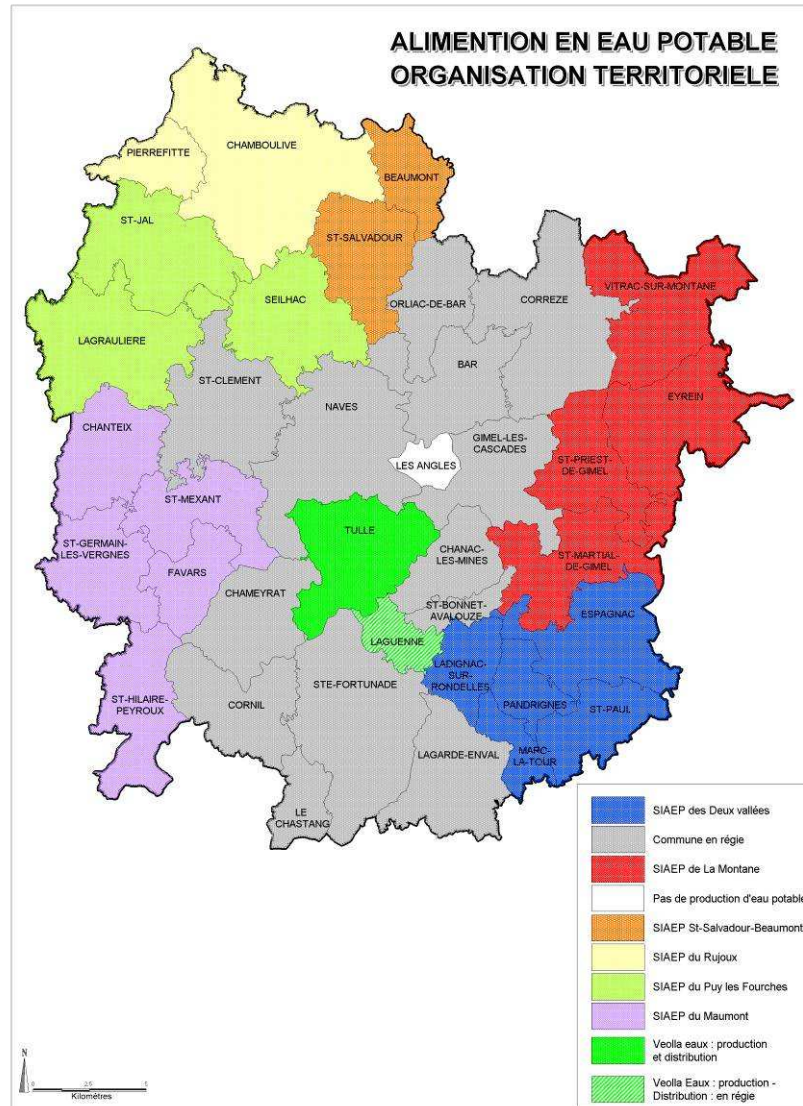 ALIMENTION EN EAU POTABLE
ORGANISATION TERRITORIELE
PIERREFITTE
CHAMBOULIVE
BEAUMONT
ST-JAL
ST-SALVADOUR
SEILHAC
ORLIAC-DE-BAR
CORREZE
VITRAC-SUR-MONTANE
LAGRAULIERE
ST-CLEMENT
BAR
EYREIN
NAVES
CHANTEIX
GIMEL-LES-
CASCADES
LES ANGLES
ST-PRIEST-
DE-GIMEL
ST-MEXANT
TULLE
ST-GERMAIN-
LES-VERGNES
FAVARS
CHANAC-
LES-MINES
ST-MARTIAL-
DE-GIMEL
CHAMEYRAT
ST-BONNET-
AVALOUZE
ESPAGNAC
LAGUENNE
LADIGNAC-
SUR-
RONDELLES
STE-FORTUNADE
ST-HILAIRE-
PEYROUX
CORNIL
PANDRIGNES
ST-PAUL
MARC-
LA-TOUR
LAGARDE-ENVAL
LE
CHASTANG
SIAEP des Deux vallées
Commune en régie
SIAEP de La Montane
Pas de production d'eau potable
SIAEP St-Salvadour-Beaumont
SIAEP du Rujoux
SIAEP du Puy les Fourches
SIAEP du Maumont
Veolla eaux : production
et distribution
Veolla Eaux : production -
Distribution : en régie
N
0 2.5 5
Kilomètres